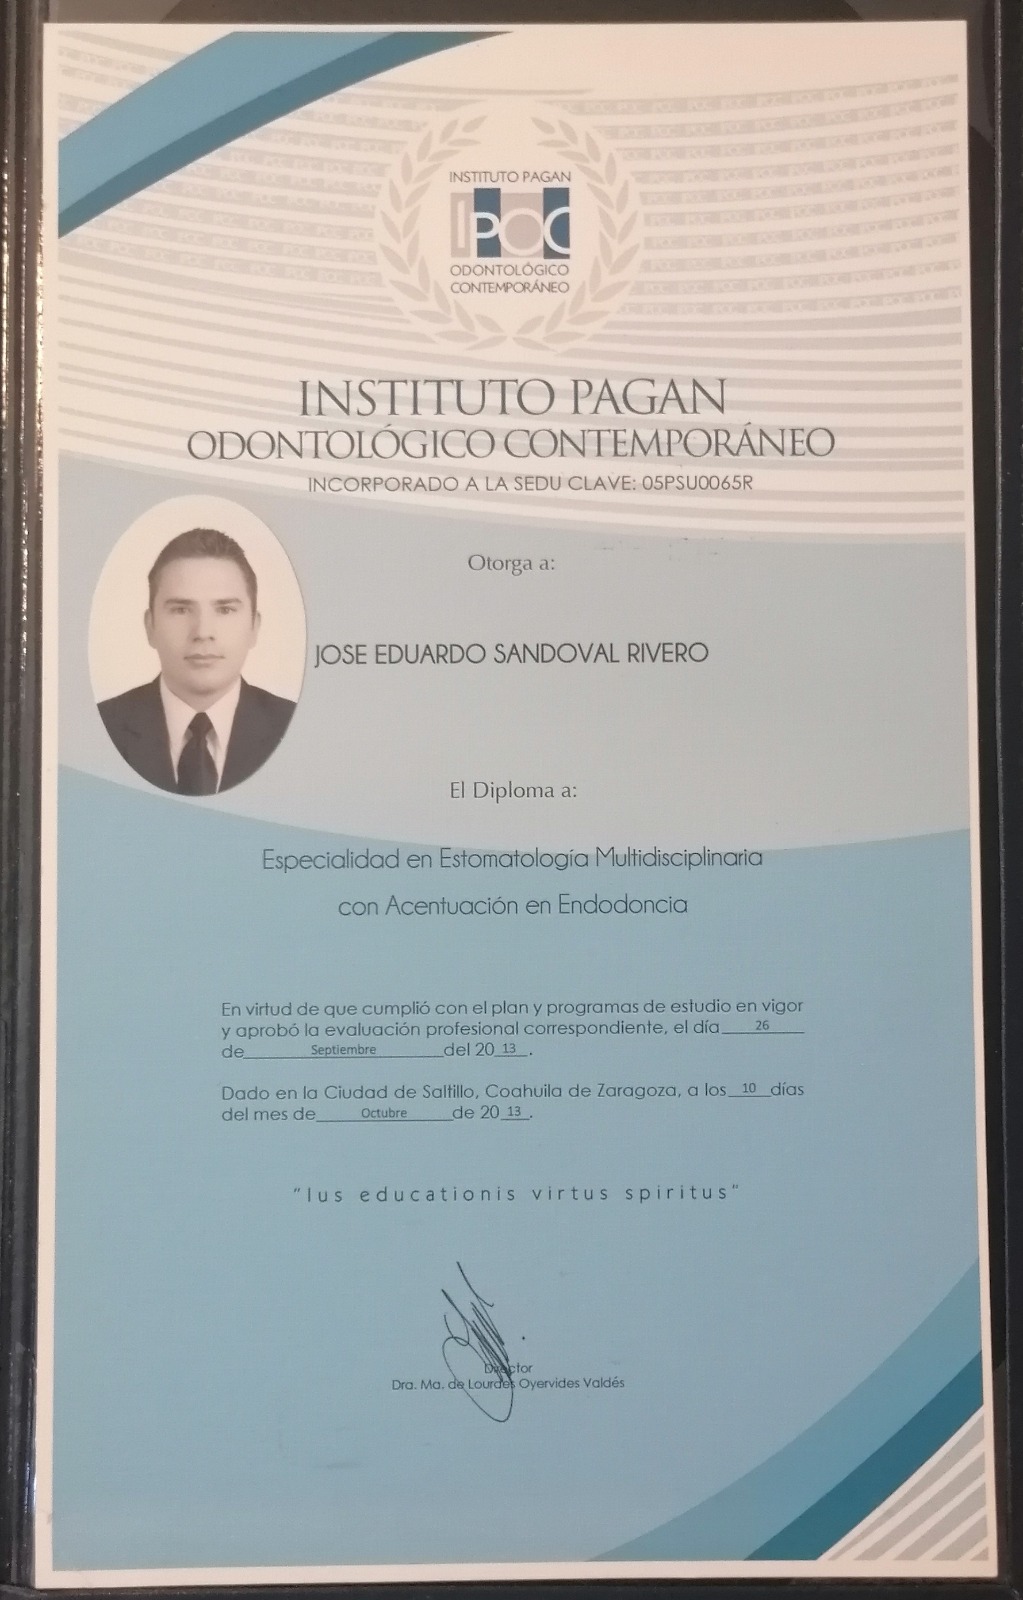 INSTITUTO PAGAN
IPOC
ODONTOLÓGICO
CONTEMPORÁNEO
INSTITUTO PAGAN
ODONTOLÓGICO CONTEMPORÁNEO
INCORPORADO A LA SEDU CLAVE: 05PSU0065R
Otorga a:
JOSE EDUARDO SANDOVAL RIVERO
El Diploma a:
Especialidad en Estomatología Multidisciplinaria
con Acentuación en Endodoncia
En virtud de que cumplió con el plan y programas de estudio en vigor
y aprobó la evaluación profesional correspondiente, el día 26
de Septiembre del 20 13 .
Dado en la Ciudad de Saltillo, Coahuila de Zaragoza, a los 10 días
del mes de Octubre de 20 13 .
"Ius educationis virtus spiritus"
Director
Dra. Ma. de Lourdes Oyervides Valdés